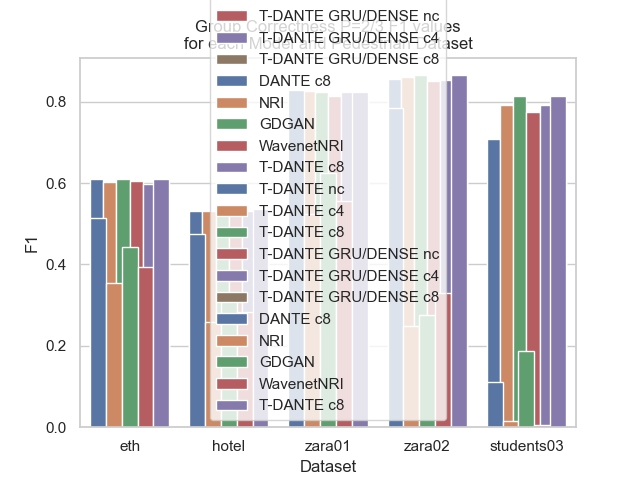 Group Correctness P=2/3 F1 values
for each Model and Pedestrian Dataset
T-DANTE GRU/DENSE nc
T-DANTE GRU/DENSE c4
T-DANTE GRU/DENSE c8
DANTE c8
NRI
GDGAN
WavenetNRI
T-DANTE c8
T-DANTE nc
T-DANTE c4
T-DANTE c8
T-DANTE GRU/DENSE nc
T-DANTE GRU/DENSE c4
T-DANTE GRU/DENSE c8
DANTE c8
NRI
GDGAN
WavenetNRI
T-DANTE c8
F1
0.8
0.6
0.4
0.2
0.0
eth hotel zara01 zara02 students03
Dataset